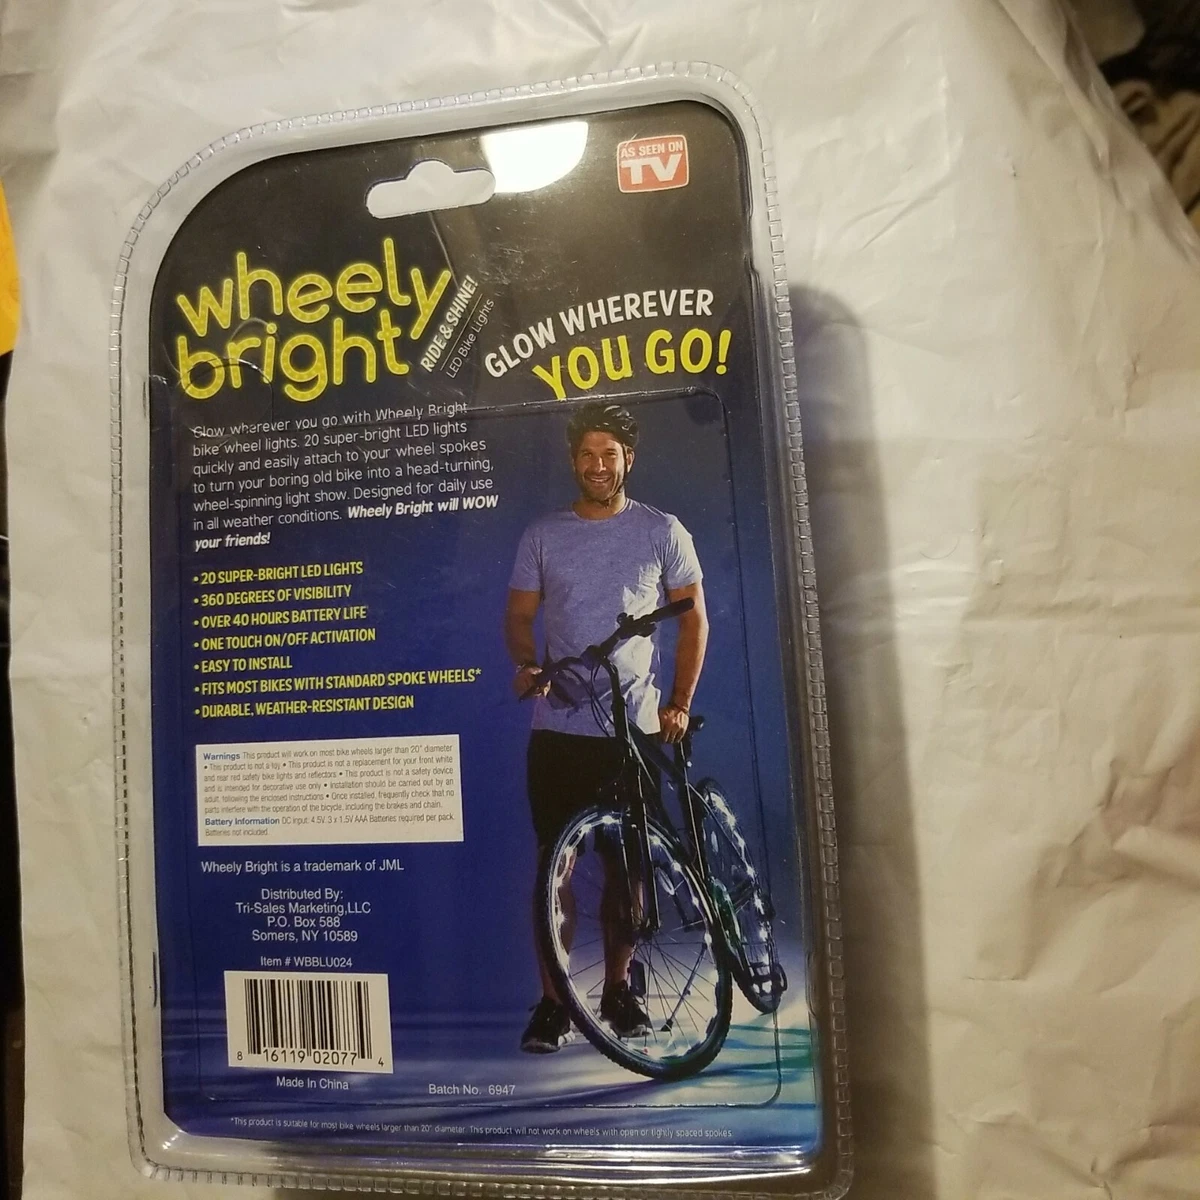 AS SEEN ON
TV
wheely
bright
RIDE & SHINE!
LED Bike Lights
GLOW WHEREVER
YOU GO!
Glow wherever you go with Wheely Bright
bike wheel lights. 20 super-bright LED lights
quickly and easily attach to your wheel spokes
to turn your boring old bike into a head-turning,
wheel-spinning light show. Designed for daily use
in all weather conditions. Wheely Bright will WOW
your friends!
• 20 SUPER-BRIGHT LED LIGHTS
• 360 DEGREES OF VISIBILITY
• OVER 40 HOURS BATTERY LIFE
• ONE TOUCH ON/OFF ACTIVATION
• EASY TO INSTALL
• FITS MOST BIKES WITH STANDARD SPOKE WHEELS*
• DURABLE, WEATHER-RESISTANT DESIGN
Warnings This product will work on most bike wheels larger than 20" diameter
• This product is not a toy • This product is not a replacement for your front white
and rear red safety bike lights and reflectors • This product is not a safety device
and is intended for decorative use only • Installation should be carried out by an
adult, following the enclosed instructions • Once installed, frequently check that no
parts interfere with the operation of the bicycle, including the brakes and chain.
Battery Information DC input: 4.5V. 3 x 1.5V AAA Batteries required per pack.
Batteries not included.
Wheely Bright is a trademark of JML
Distributed By:
Tri-Sales Marketing,LLC
P.O. Box 588
Somers, NY 10589
Item # WBBLU024
8 16119 02077 4
Made In China
Batch No. 6947
*This product is suitable for most bike wheels larger than 20" diameter. This product will not work on wheels with open or tightly spaced spokes.